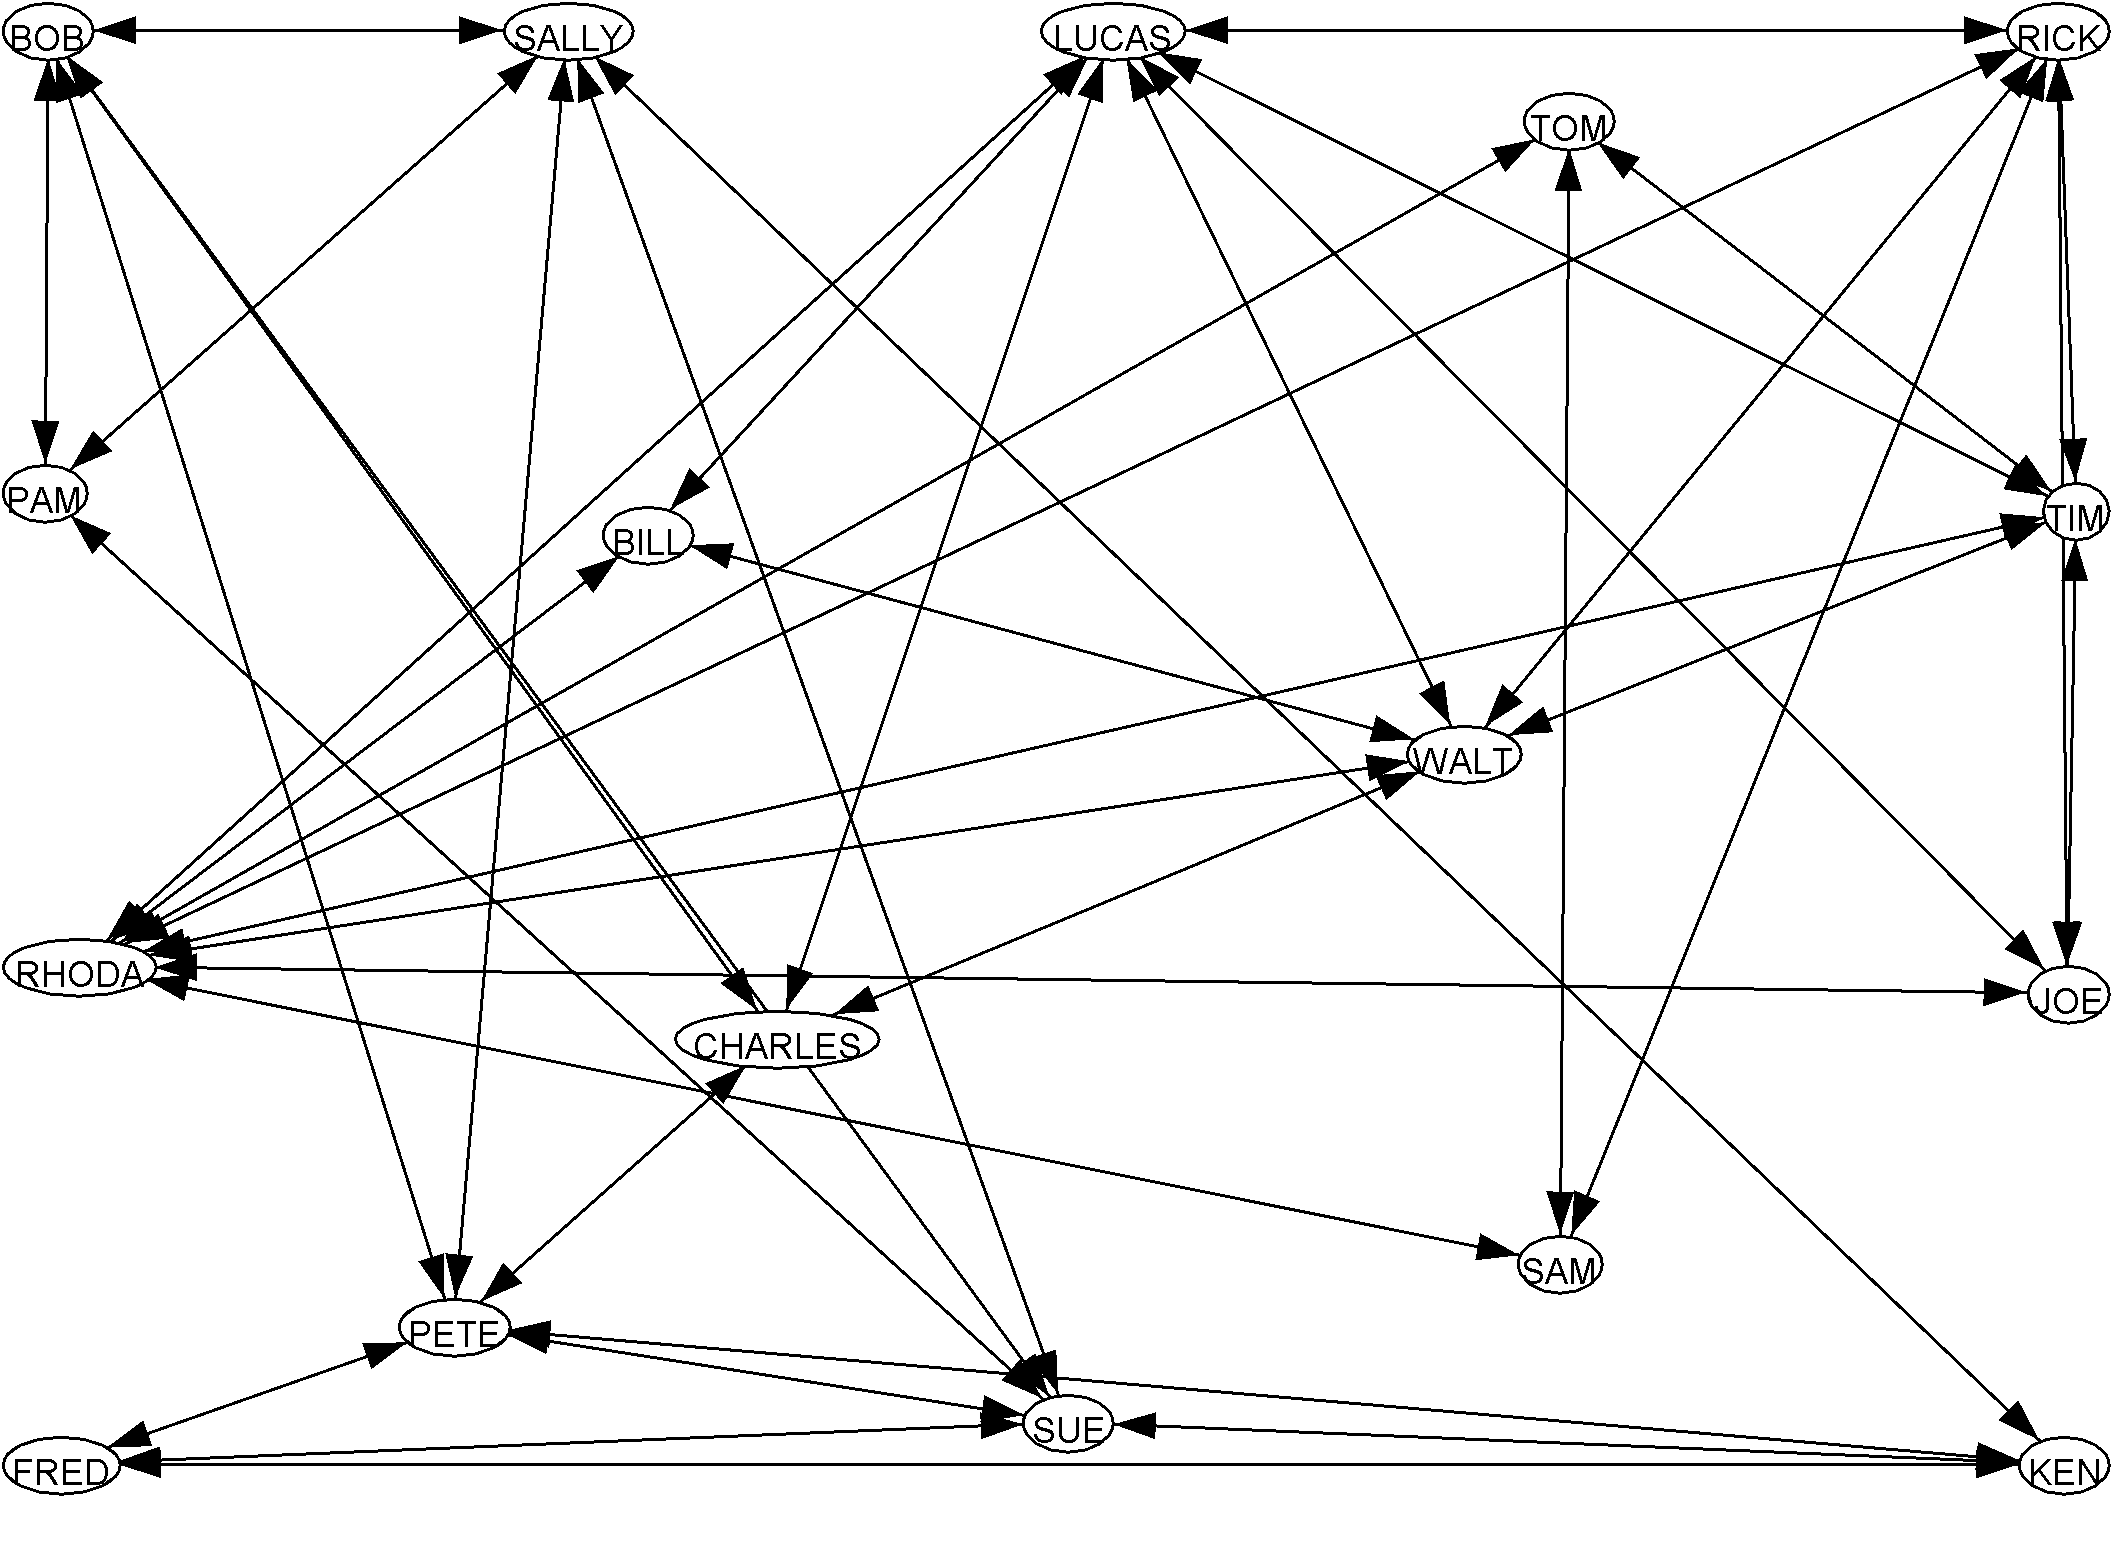 BOB
SALLY
LUCAS
RICK
TOM
PAM
BILL
TIM
WALT
RHODA
JOE
CHARLES
SAM
PETE
SUE
FRED
KEN